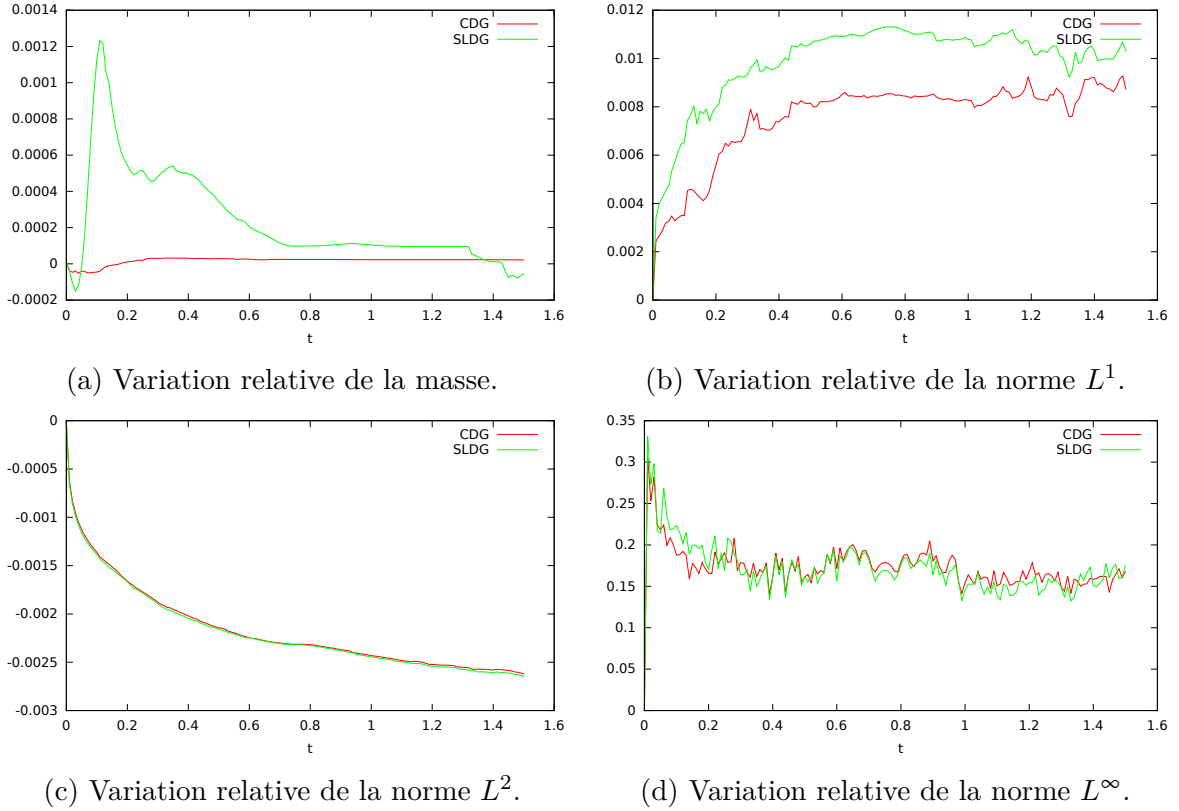 0.0014
0.0012
0.001
0.0008
0.0006
0.0004
0.0002
0
-0.0002
0 0.2 0.4 0.6 0.8 1 1.2 1.4 1.6
t
CDG
SLDG
(a) Variation relative de la masse.
0.012
0.01
0.008
0.006
0.004
0.002
0
0 0.2 0.4 0.6 0.8 1 1.2 1.4 1.6
t
CDG
SLDG
(b) Variation relative de la norme L¹.
0
-0.0005
-0.001
-0.0015
-0.002
-0.0025
-0.003
0 0.2 0.4 0.6 0.8 1 1.2 1.4 1.6
t
CDG
SLDG
(c) Variation relative de la norme L².
0.35
0.3
0.25
0.2
0.15
0.1
0.05
0
0 0.2 0.4 0.6 0.8 1 1.2 1.4 1.6
t
CDG
SLDG
(d) Variation relative de la norme L∞.